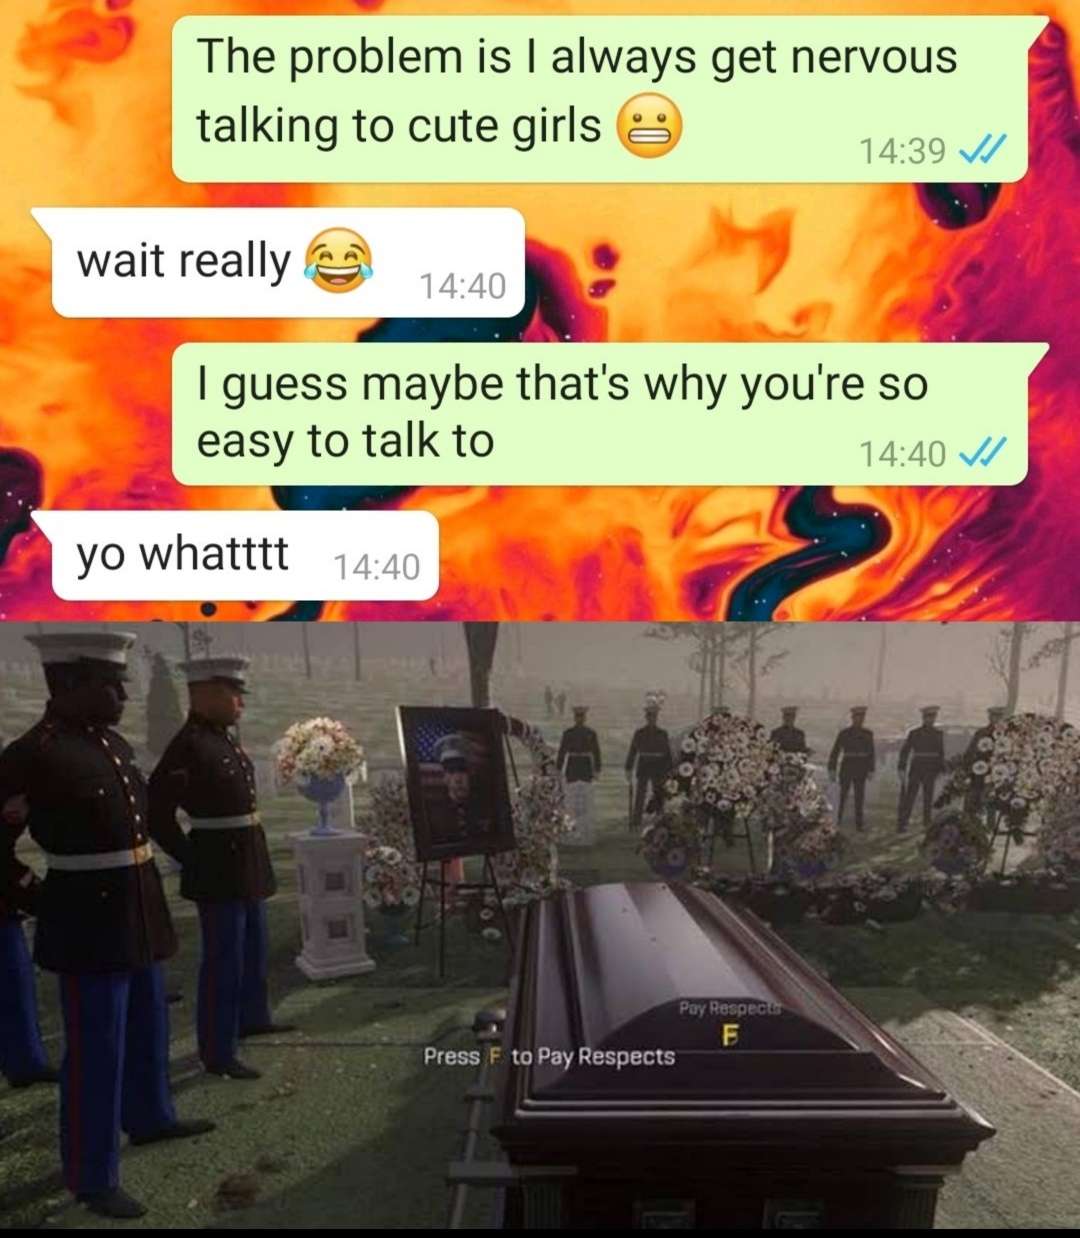 The problem is I always get nervous
talking to cute girls 😬
14:39
wait really 😂
14:40
I guess maybe that's why you're so
easy to talk to
14:40
yo whatttt
14:40
Pay Respects
F
Press F to Pay Respects